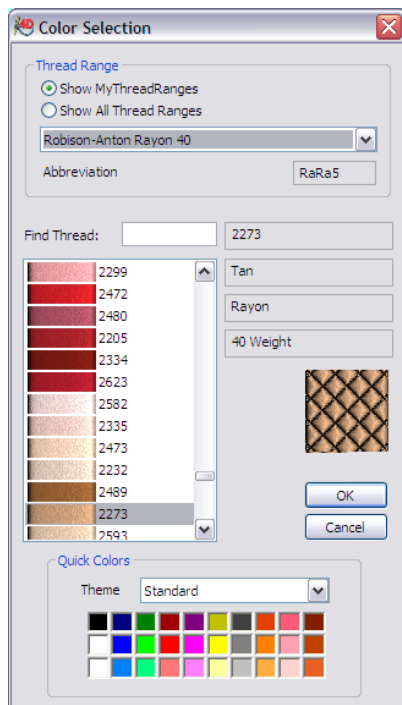 4D Color Selection
Thread Range
Show MyThreadRanges
Show All Thread Ranges
Robison-Anton Rayon 40
Abbreviation RaRa5
Find Thread: 2273
2299
Tan
2472
2480
Rayon
2205
2334
40 Weight
2623
2582
2335
2473
2232
2489
OK
2273
Cancel
2593
Quick Colors
Theme Standard